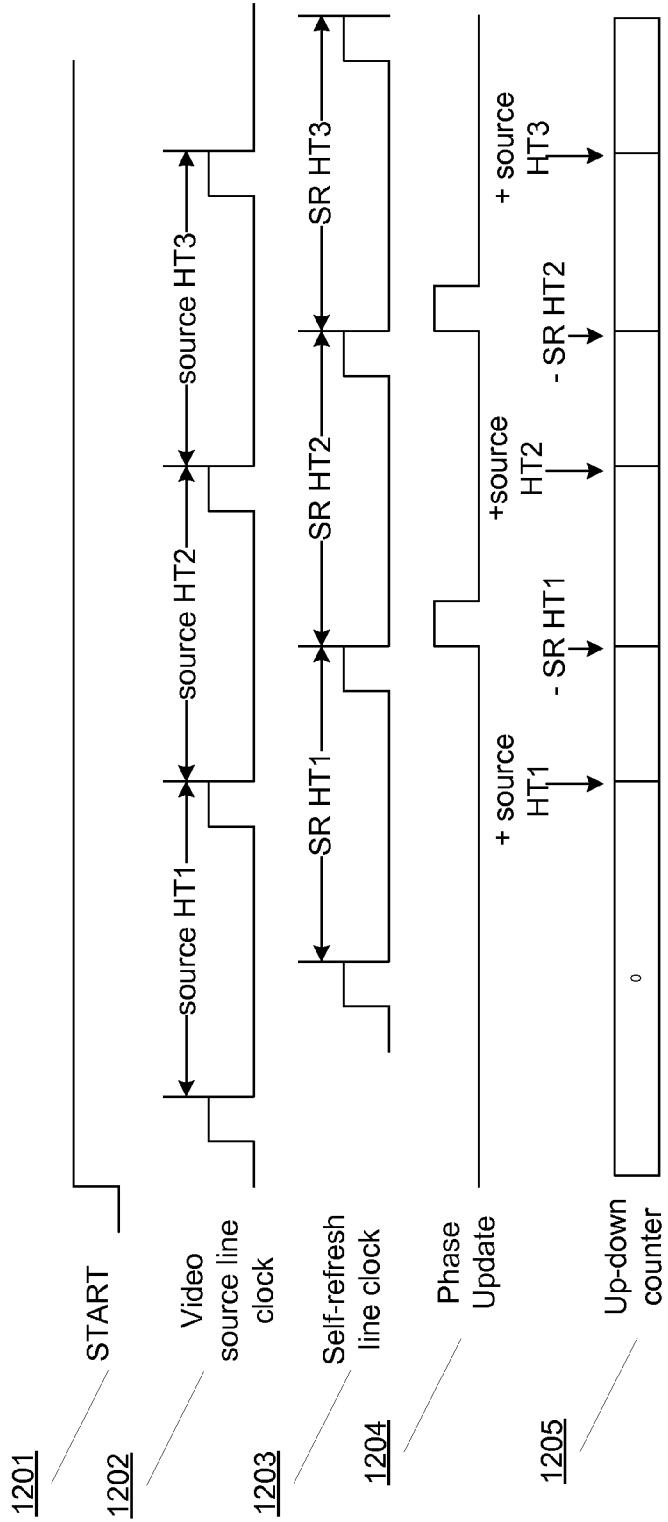 1201
START
1202
Video
source line
clock
source HT1
source HT2
source HT3
1203
Self-refresh
line clock
SR HT1
SR HT2
SR HT3
1204
Phase
Update
1205
Up-down
counter
0
+ source
HT1
- SR HT1
+source
HT2
- SR HT2
+ source
HT3